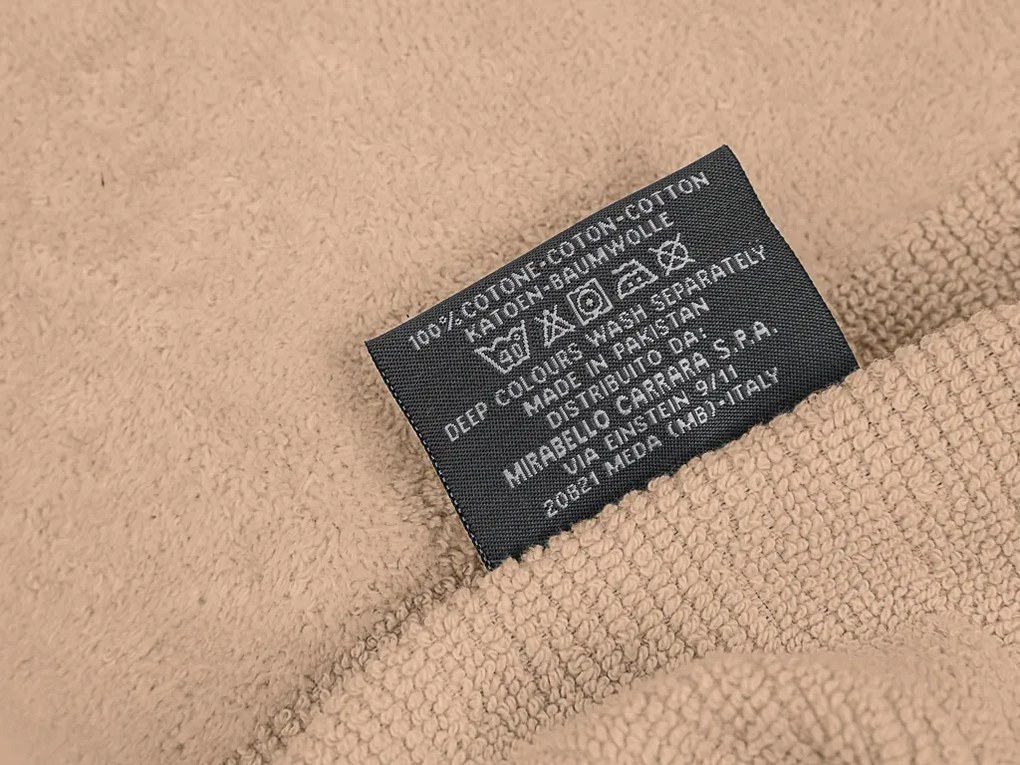 100% COTONE-COTON-COTTON
KATOEN-BAUMWOLLE
40
DEEP COLOURS WASH SEPARATELY
MADE IN PAKISTAN
DISTRIBUITO DA:
MIRABELLO CARRARA S.P.A.
VIA EINSTEIN 9/11
20821 MEDA (MB)-ITALY